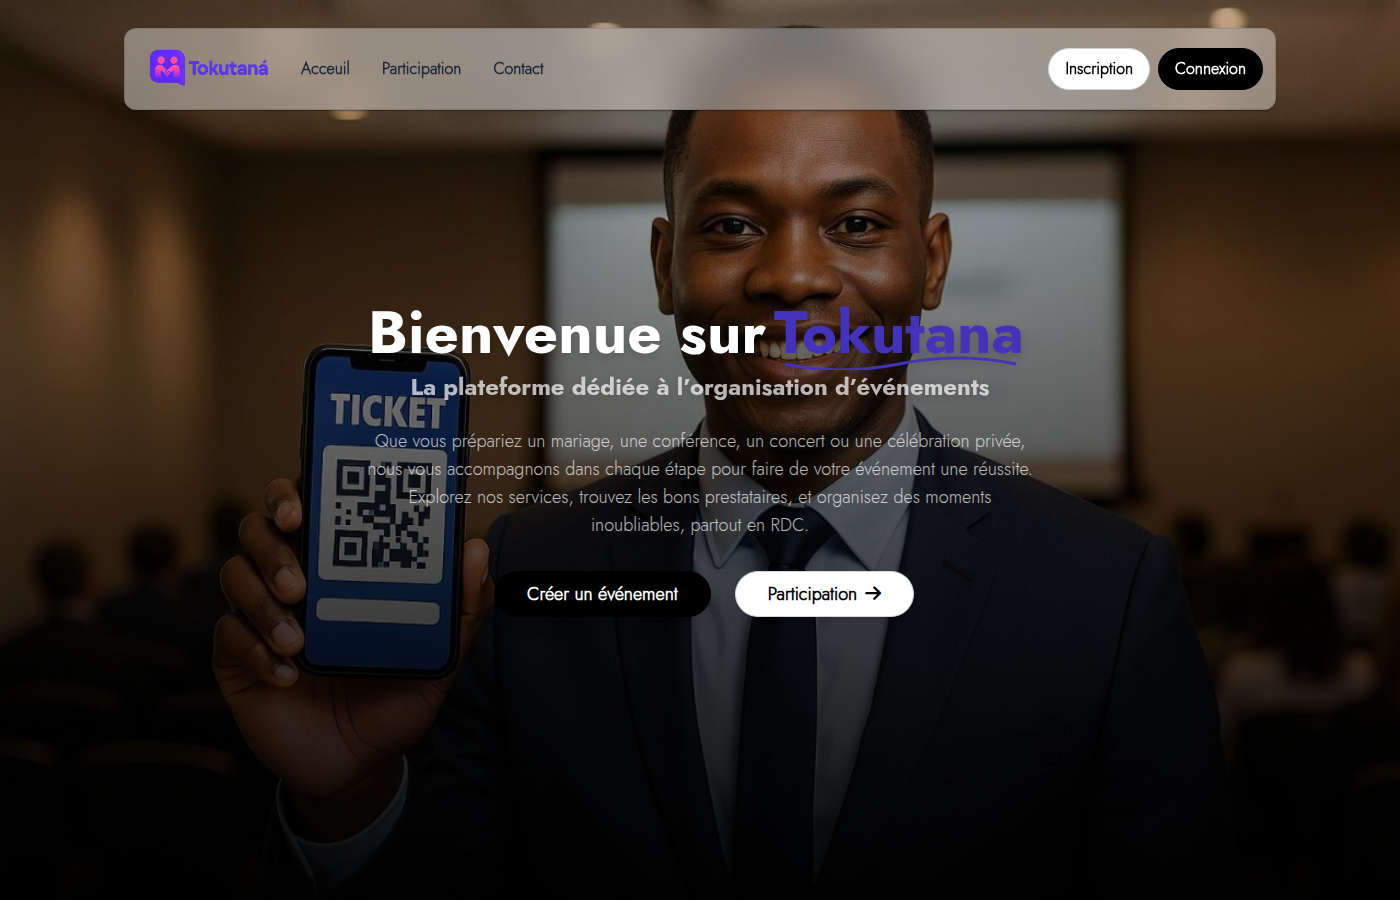 Tokutaná
Acceuil
Participation
Contact
Inscription
Connexion
Bienvenue sur Tokutana
La plateforme dédiée à l’organisation d’événements
TICKET
Que vous prépariez un mariage, une conférence, un concert ou une célébration privée,
nous vous accompagnons dans chaque étape pour faire de votre événement une réussite.
Explorez nos services, trouvez les bons prestataires, et organisez des moments
inoubliables, partout en RDC.
Créer un événement
Participation